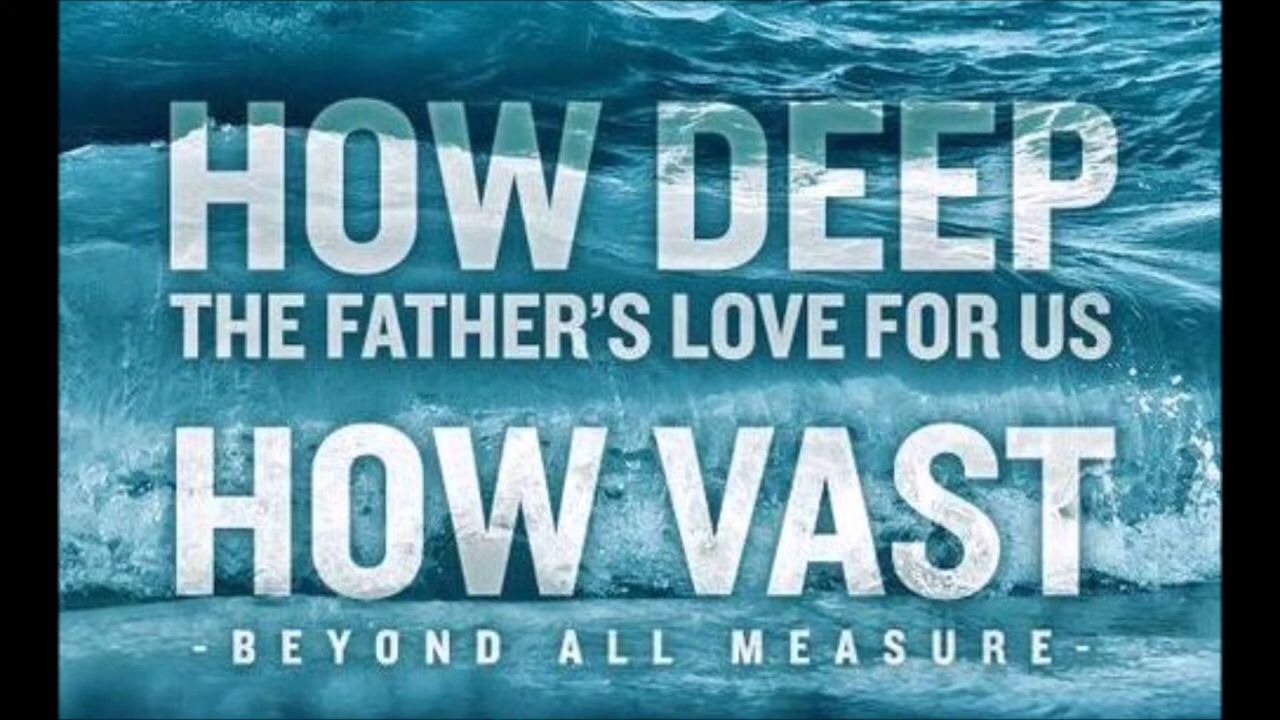 HOW DEEP
THE FATHER’S LOVE FOR US
HOW VAST
-BEYOND ALL MEASURE-